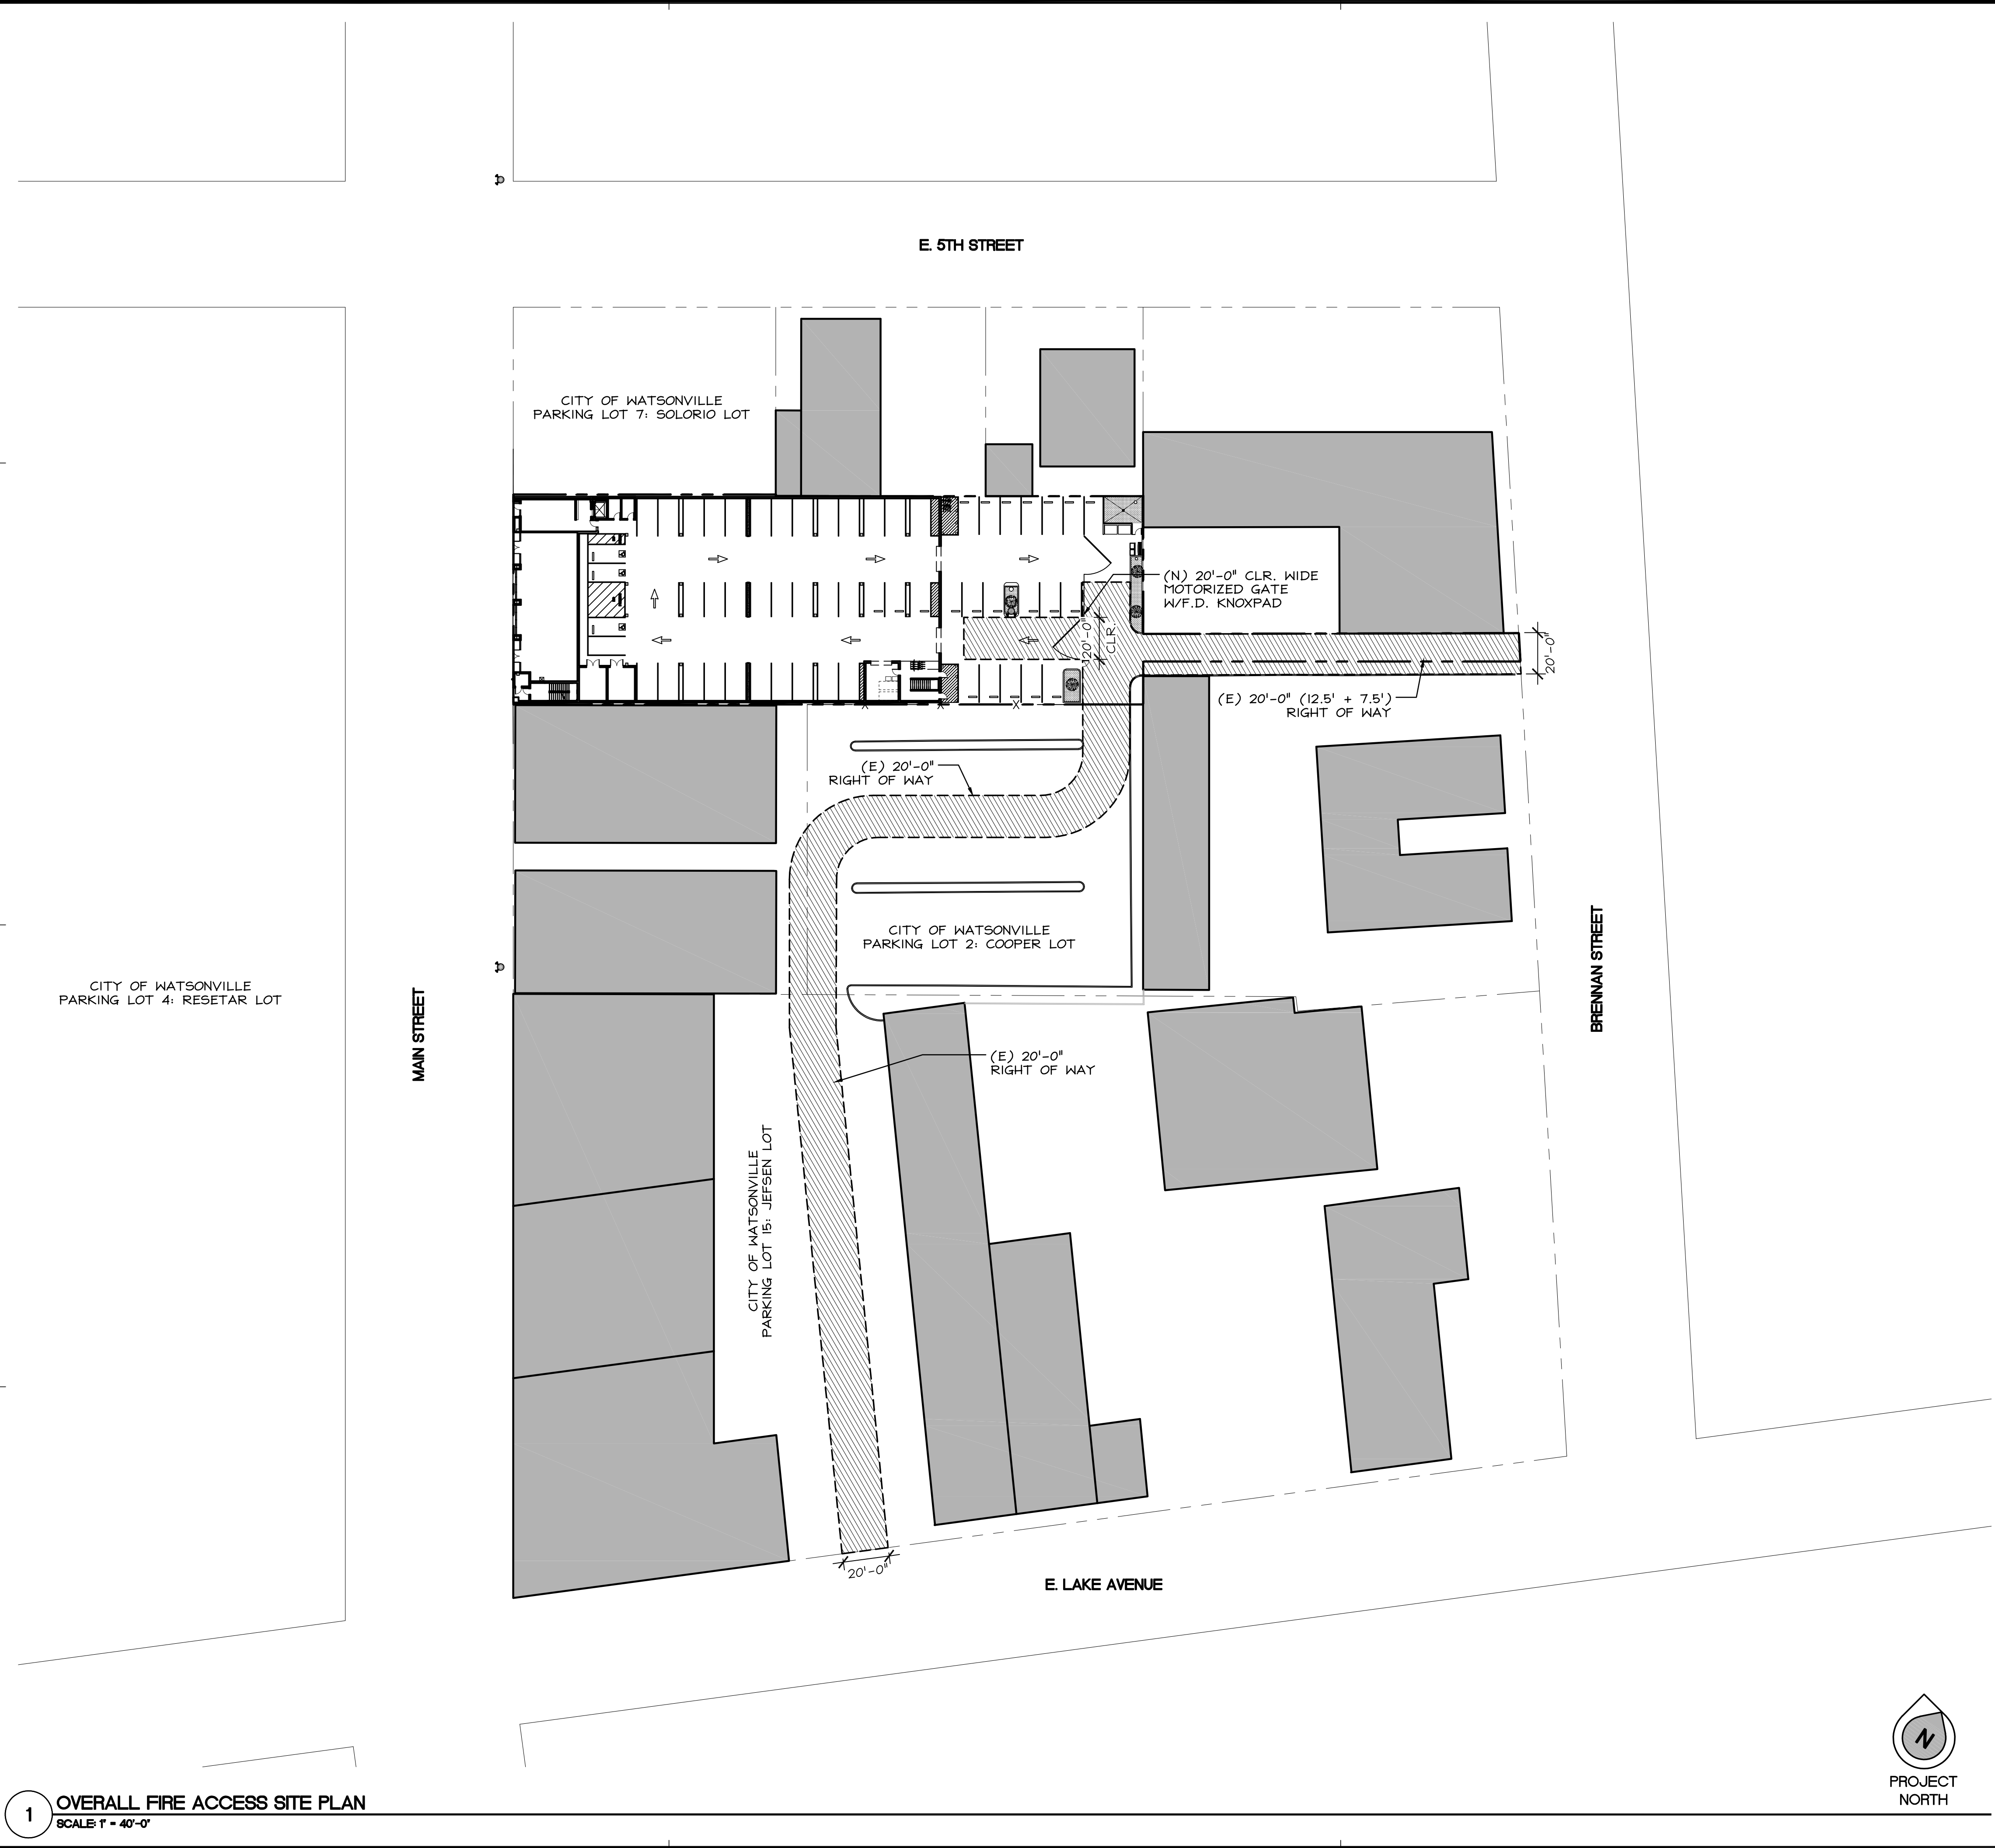 E. 5TH STREET
CITY OF WATSONVILLE
PARKING LOT 7: SOLORIO LOT
(N) 20'-0" CLR. WIDE
MOTORIZED GATE
W/F.D. KNOXPAD
20'-0"
CLR.
20'-0"
(E) 20'-0" (12.5' + 7.5')
RIGHT OF WAY
(E) 20'-0"
RIGHT OF WAY
CITY OF WATSONVILLE
PARKING LOT 2: COOPER LOT
CITY OF WATSONVILLE
PARKING LOT 4: RESETAR LOT
MAIN STREET
BRENNAN STREET
(E) 20'-0"
RIGHT OF WAY
CITY OF WATSONVILLE
PARKING LOT 15: JEFSEN LOT
20'-0"
E. LAKE AVENUE
N
PROJECT
NORTH
1
OVERALL FIRE ACCESS SITE PLAN
SCALE: 1" = 40'-0"